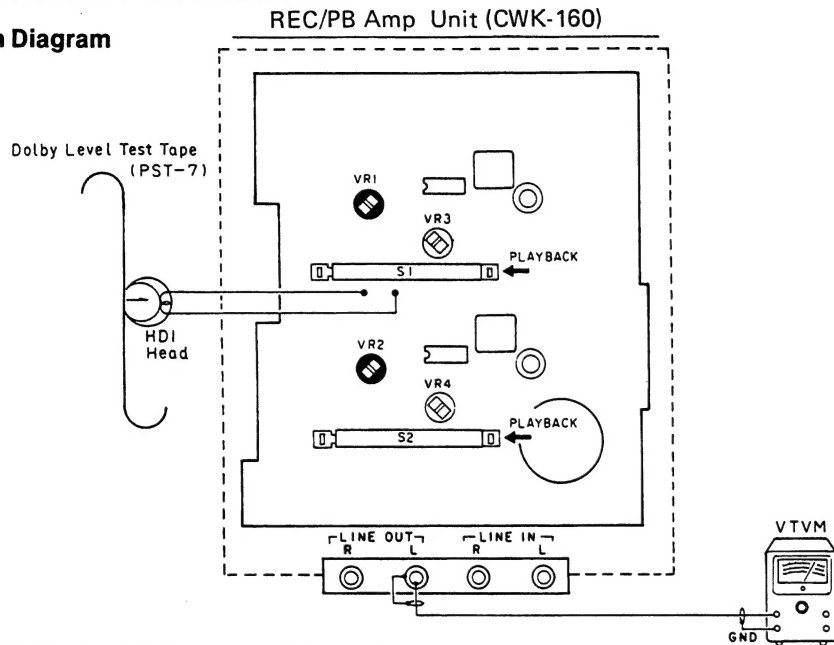 REC/PB Amp Unit (CWK-160)
Diagram
Dolby Level Test Tape
(PST-7)
VR1
VR3
S1
PLAYBACK
HD1
Head
VR2
VR4
S2
PLAYBACK
LINE OUT
LINE IN
R L R L
VTVM
GND